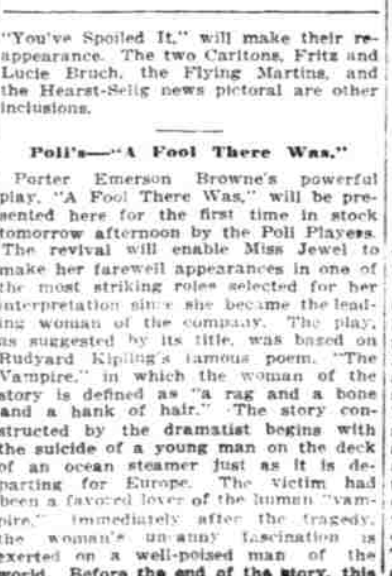 "You've Spoiled It," will make their re-
appearance. The two Carltons, Fritz and
Lucie Bruch, the Flying Martins, and
the Hearst-Selig news pictoral are other
inclusions.
Poli's—"A Fool There Was."
Porter Emerson Browne's powerful
play, "A Fool There Was," will be pre-
sented here for the first time in stock
tomorrow afternoon by the Poli Players.
The revival will enable Miss Jewel to
make her farewell appearances in one of
the most striking roles selected for her
interpretation since she became the lead-
ing woman of the company. The play,
as suggested by its title, was based on
Rudyard Kipling's famous poem, "The
Vampire," in which the woman of the
story is defined as "a rag and a bone
and a hank of hair." The story con-
structed by the dramatist begins with
the suicide of a young man on the deck
of an ocean steamer just as it is de-
parting for Europe. The victim had
been a favored lover of the human "vam-
pire." Immediately after the tragedy,
the woman's uncanny fascination is
exerted on a well-poised man of the
world. Before the end of the story, this